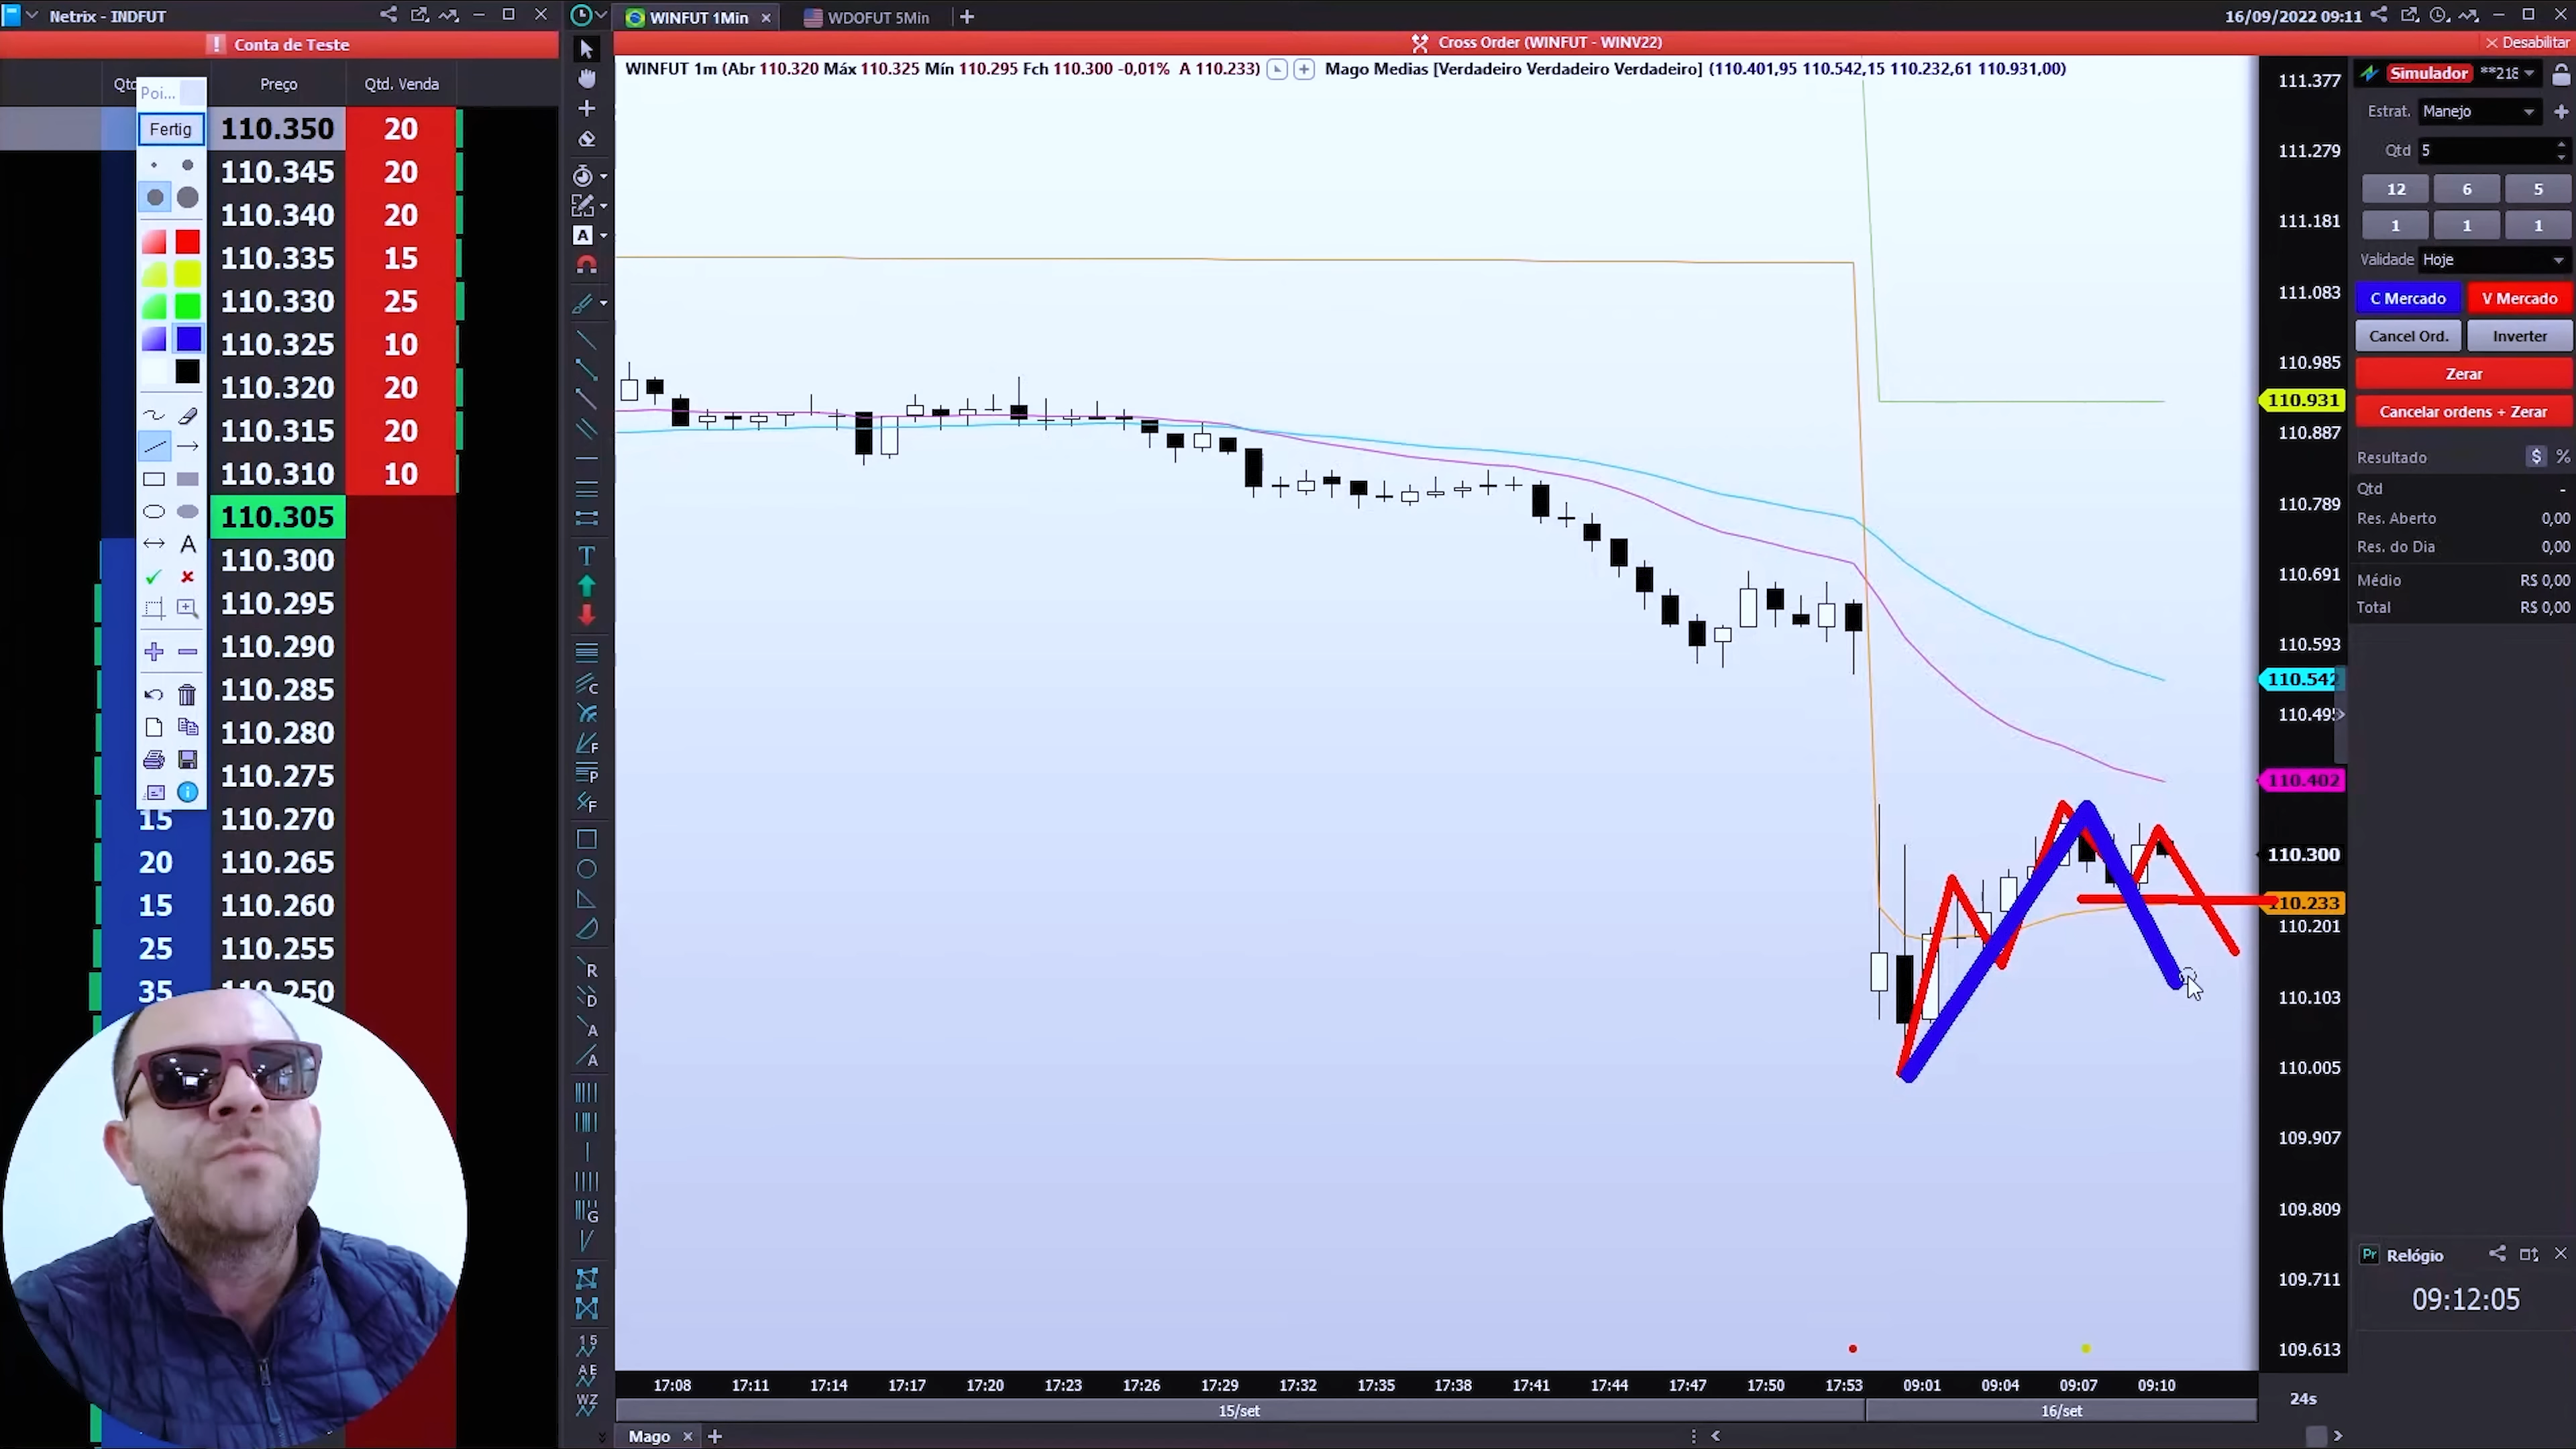 Netrix - INDFUT
Conta de Teste
Preço
Qtd. Venda
Poi...
Fertig
110.350 20
110.345 20
110.340 20
110.335 15
110.330 25
110.325 10
110.320 20
110.315 20
110.310 10
110.305
110.300
110.295
110.290
110.285
110.280
110.275
15 110.270
20 110.265
15 110.260
25 110.255
35 110.250
WINFUT 1Min
WDOFUT 5Min
16/09/2022 09:11
Cross Order (WINFUT - WINV22)
Desabilitar
WINFUT 1m (Abr 110.320 Máx 110.325 Mín 110.295 Fch 110.300 -0,01% A 110.233)
Mago Medias [Verdadeiro Verdadeiro Verdadeiro] (110.401,95 110.542,15 110.232,61 110.931,00)
111.377
111.279
111.181
111.083
110.985
110.931
110.887
110.789
110.691
110.593
110.542
110.495
110.402
110.300
110.233
110.201
110.103
110.005
109.907
109.809
109.711
109.613
17:08 17:11 17:14 17:17 17:20 17:23 17:26 17:29 17:32 17:35 17:38 17:41 17:44 17:47 17:50 17:53 09:01 09:04 09:07 09:10
24s
15/set 16/set
Mago
Simulador **218
Estrat. Manejo
Qtd 5
12 6 5
1 1 1
Validade Hoje
C Mercado V Mercado
Cancel Ord. Inverter
Zerar
Cancelar ordens + Zerar
Resultado $ %
Qtd -
Res. Aberto 0,00
Res. do Dia 0,00
Médio R$ 0,00
Total R$ 0,00
Relógio
09:12:05